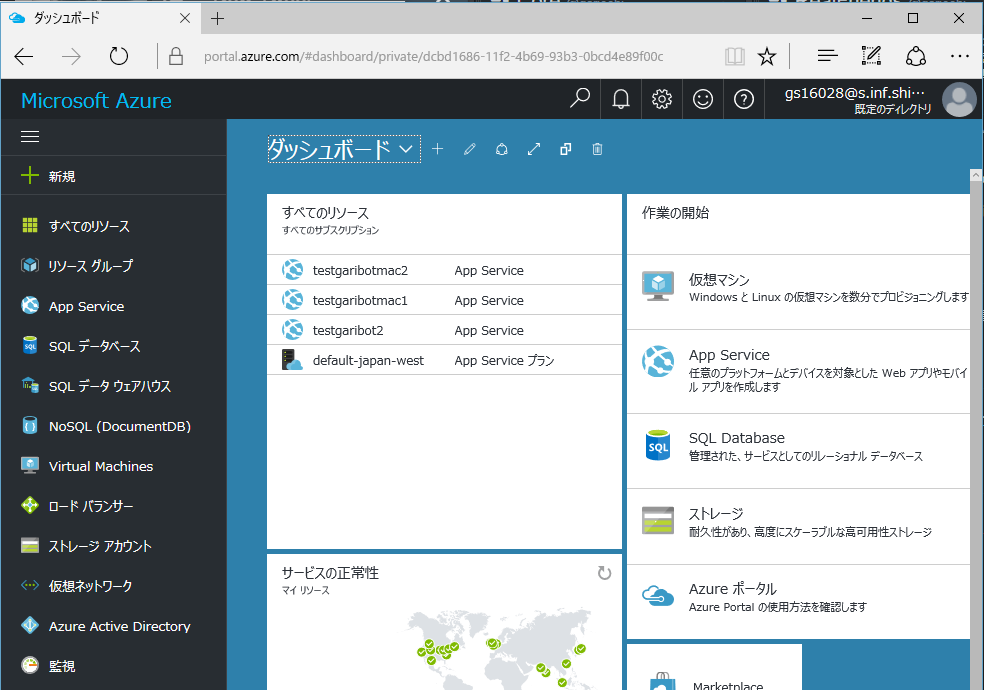 ダッシュボード
portal.azure.com/#dashboard/private/dcbd1686-11f2-4b69-93b3-0bcd4e89f00c
Microsoft Azure
gs16028@s.inf.shi…
既定のディレクトリ
ダッシュボード
新規
すべてのリソース
リソース グループ
App Service
SQL データベース
SQL データ ウェアハウス
NoSQL (DocumentDB)
Virtual Machines
ロード バランサー
ストレージ アカウント
仮想ネットワーク
Azure Active Directory
監視
すべてのリソース
すべてのサブスクリプション
testgaribotmac2 App Service
testgaribotmac1 App Service
testgaribot2 App Service
default-japan-west App Service プラン
サービスの正常性
マイ リソース
作業の開始
仮想マシン
Windows と Linux の仮想マシンを数分でプロビジョニングします
App Service
任意のプラットフォームとデバイスを対象とした Web アプリやモバイ
ル アプリを作成します
SQL
SQL Database
管理された、サービスとしてのリレーショナル データベース
ストレージ
耐久性があり、高度にスケーラブルな高可用性ストレージ
Azure ポータル
Azure Portal の使用方法を確認します
Marketplace